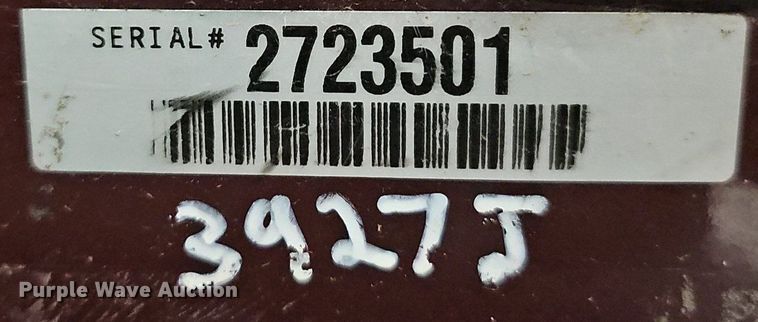 SERIAL# 2723501
3927J
Purple Wave Auction